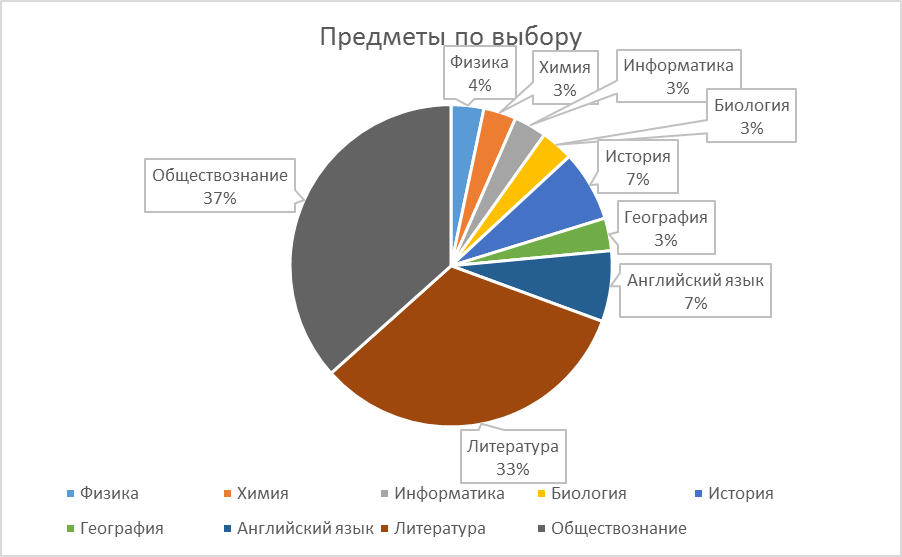 Предметы по выбору
Физика
4%
Химия
3%
Информатика
3%
Биология
3%
История
7%
География
3%
Английский язык
7%
Литература
33%
Обществознание
37%
Физика
Химия
Информатика
Биология
История
География
Английский язык
Литература
Обществознание